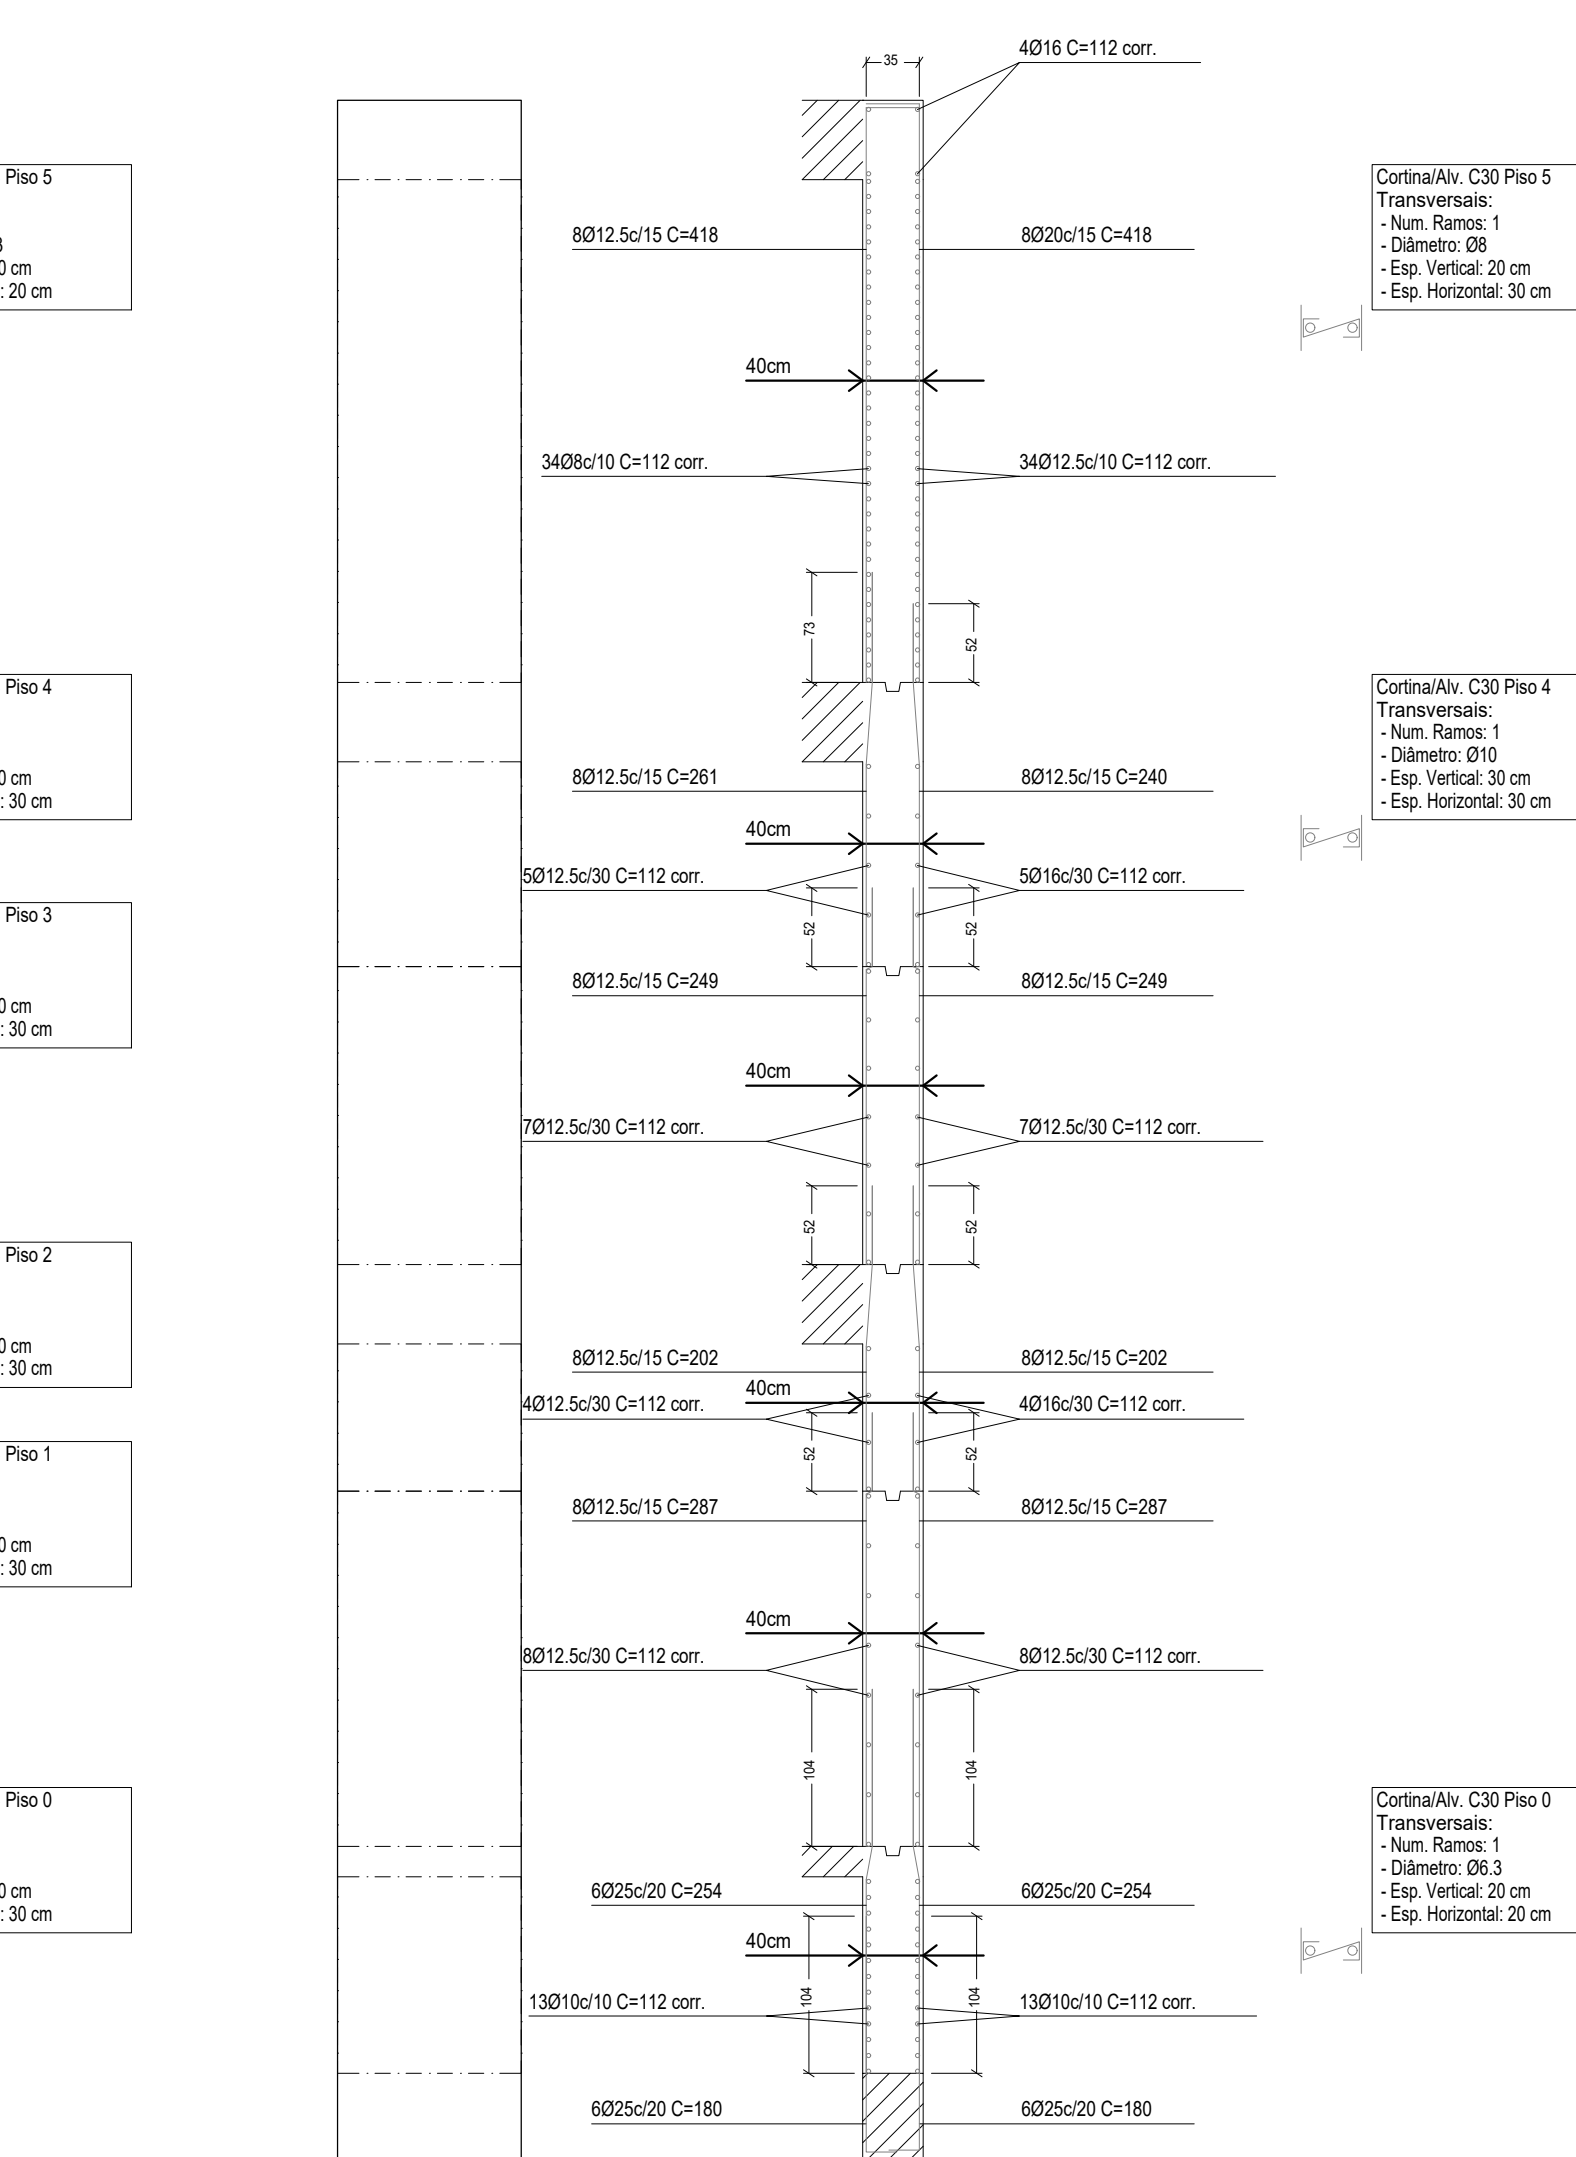 4Ø16 C=112 corr.
35
Piso 5
0 cm
: 20 cm
8Ø12.5c/15 C=418
8Ø20c/15 C=418
Cortina/Alv. C30 Piso 5
Transversais:
- Num. Ramos: 1
- Diâmetro: Ø8
- Esp. Vertical: 20 cm
- Esp. Horizontal: 30 cm
40cm
34Ø8c/10 C=112 corr.
34Ø12.5c/10 C=112 corr.
73
52
Piso 4
0 cm
: 30 cm
8Ø12.5c/15 C=261
8Ø12.5c/15 C=240
Cortina/Alv. C30 Piso 4
Transversais:
- Num. Ramos: 1
- Diâmetro: Ø10
- Esp. Vertical: 30 cm
- Esp. Horizontal: 30 cm
40cm
5Ø12.5c/30 C=112 corr.
5Ø16c/30 C=112 corr.
52
52
Piso 3
0 cm
: 30 cm
8Ø12.5c/15 C=249
8Ø12.5c/15 C=249
40cm
7Ø12.5c/30 C=112 corr.
7Ø12.5c/30 C=112 corr.
52
52
Piso 2
0 cm
: 30 cm
8Ø12.5c/15 C=202
8Ø12.5c/15 C=202
40cm
4Ø12.5c/30 C=112 corr.
4Ø16c/30 C=112 corr.
52
52
Piso 1
0 cm
: 30 cm
8Ø12.5c/15 C=287
8Ø12.5c/15 C=287
40cm
8Ø12.5c/30 C=112 corr.
8Ø12.5c/30 C=112 corr.
104
104
Piso 0
0 cm
: 30 cm
6Ø25c/20 C=254
6Ø25c/20 C=254
Cortina/Alv. C30 Piso 0
Transversais:
- Num. Ramos: 1
- Diâmetro: Ø6.3
- Esp. Vertical: 20 cm
- Esp. Horizontal: 20 cm
40cm
13Ø10c/10 C=112 corr.
13Ø10c/10 C=112 corr.
104
104
6Ø25c/20 C=180
6Ø25c/20 C=180